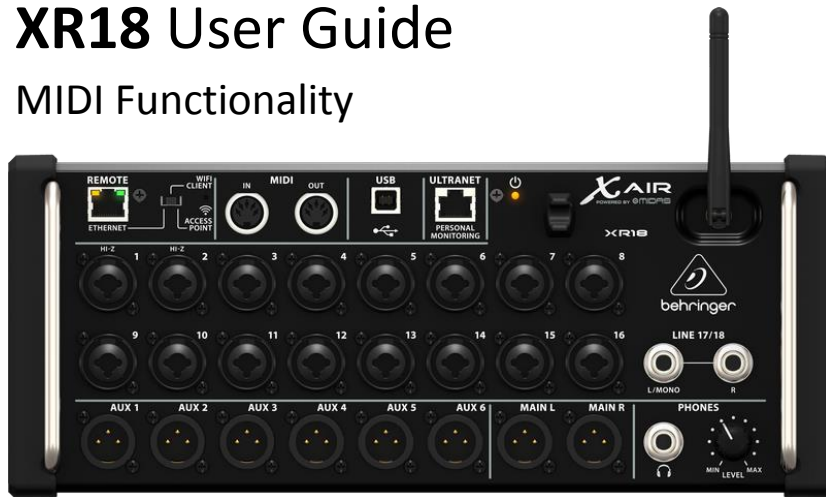 XR18 User Guide
MIDI Functionality
REMOTE
ETHERNET
WIFI
CLIENT
ACCESS
POINT
MIDI
IN
OUT
USB
ULTRANET
PERSONAL
MONITORING
X AIR
POWERED BY MIDAS
XR18
HI-Z 1
HI-Z 2
3
4
5
6
7
8
behringer
9
10
11
12
13
14
15
16
LINE 17/18
L/MONO
R
AUX 1
AUX 2
AUX 3
AUX 4
AUX 5
AUX 6
MAIN L
MAIN R
PHONES
MIN
LEVEL
MAX